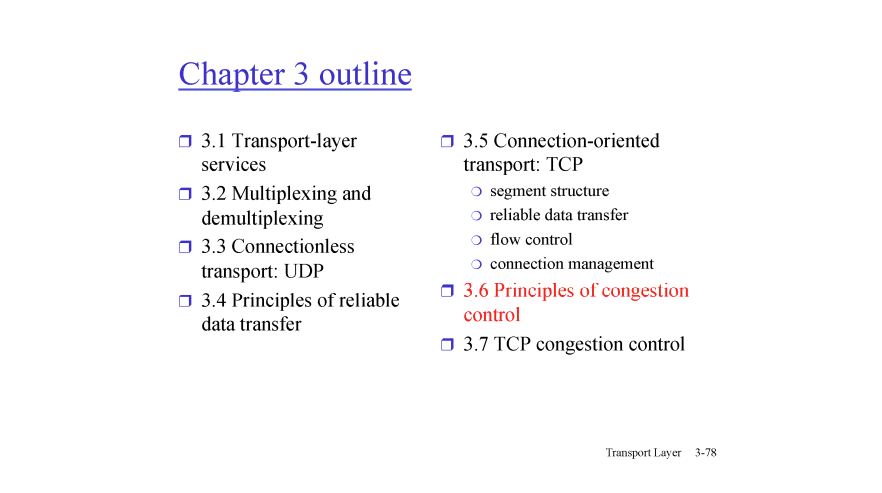 Chapter 3 outline
3.1 Transport-layer
services
3.2 Multiplexing and
demultiplexing
3.3 Connectionless
transport: UDP
3.4 Principles of reliable
data transfer
3.5 Connection-oriented
transport: TCP
segment structure
reliable data transfer
flow control
connection management
3.6 Principles of congestion
control
3.7 TCP congestion control
Transport Layer 3-78